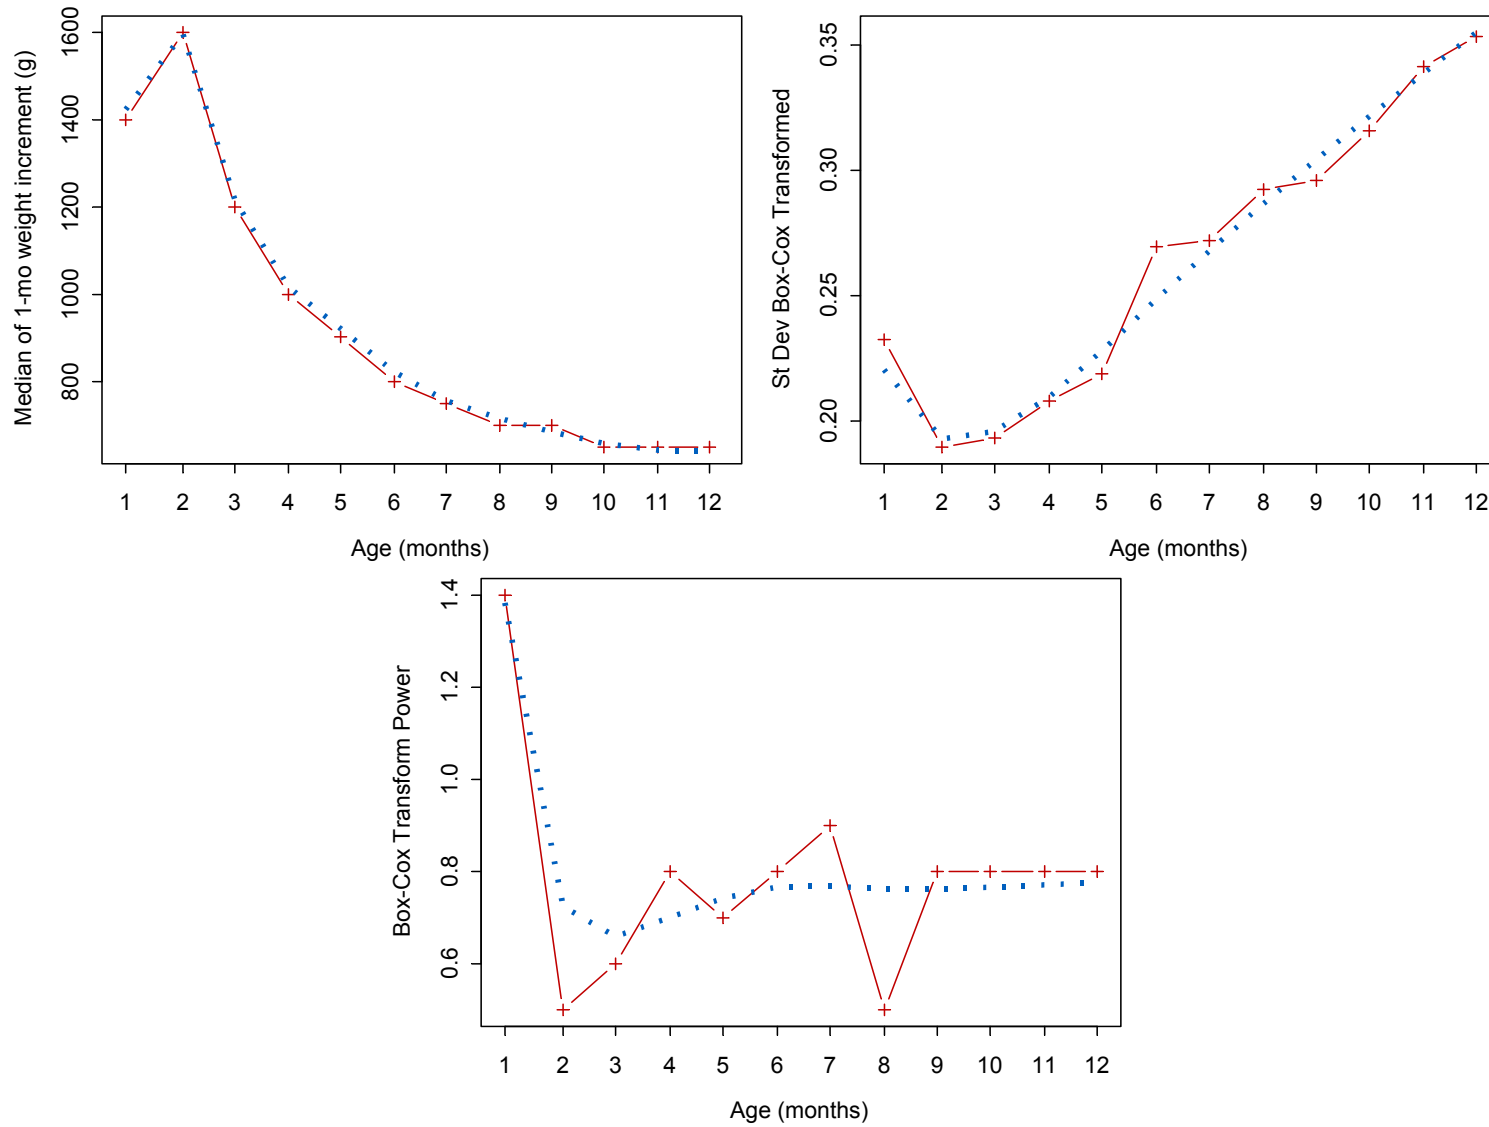 Median of 1-mo weight increment (g)
1600
1400
1200
1000
800
1 2 3 4 5 6 7 8 9 10 11 12
Age (months)
St Dev Box-Cox Transformed
0.35
0.30
0.25
0.20
1 2 3 4 5 6 7 8 9 10 11 12
Age (months)
Box-Cox Transform Power
1.4
1.2
1.0
0.8
0.6
1 2 3 4 5 6 7 8 9 10 11 12
Age (months)